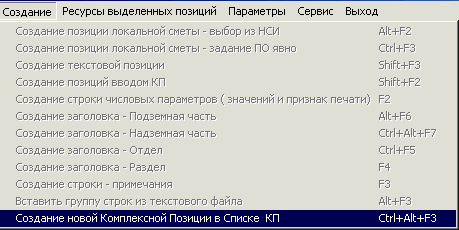 Создание Ресурсы выделенных позиций Параметры Сервис Выход
Создание позиции локальной сметы - выбор из НСИ Alt+F2
Создание позиции локальной сметы - задание ПО явно Ctrl+F3
Создание текстовой позиции Shift+F3
Создание позиций вводом КП Shift+F2
Создание строки числовых параметров ( значений и признак печати) F2
Создание заголовка - Подземная часть Alt+F6
Создание заголовка - Надземная часть Ctrl+Alt+F7
Создание заголовка - Отдел Ctrl+F5
Создание заголовка - Раздел F4
Создание строки - примечания F3
Вставить группу строк из текстового файла Alt+F3
Создание новой Комплексной Позиции в Списке КП Ctrl+Alt+F3